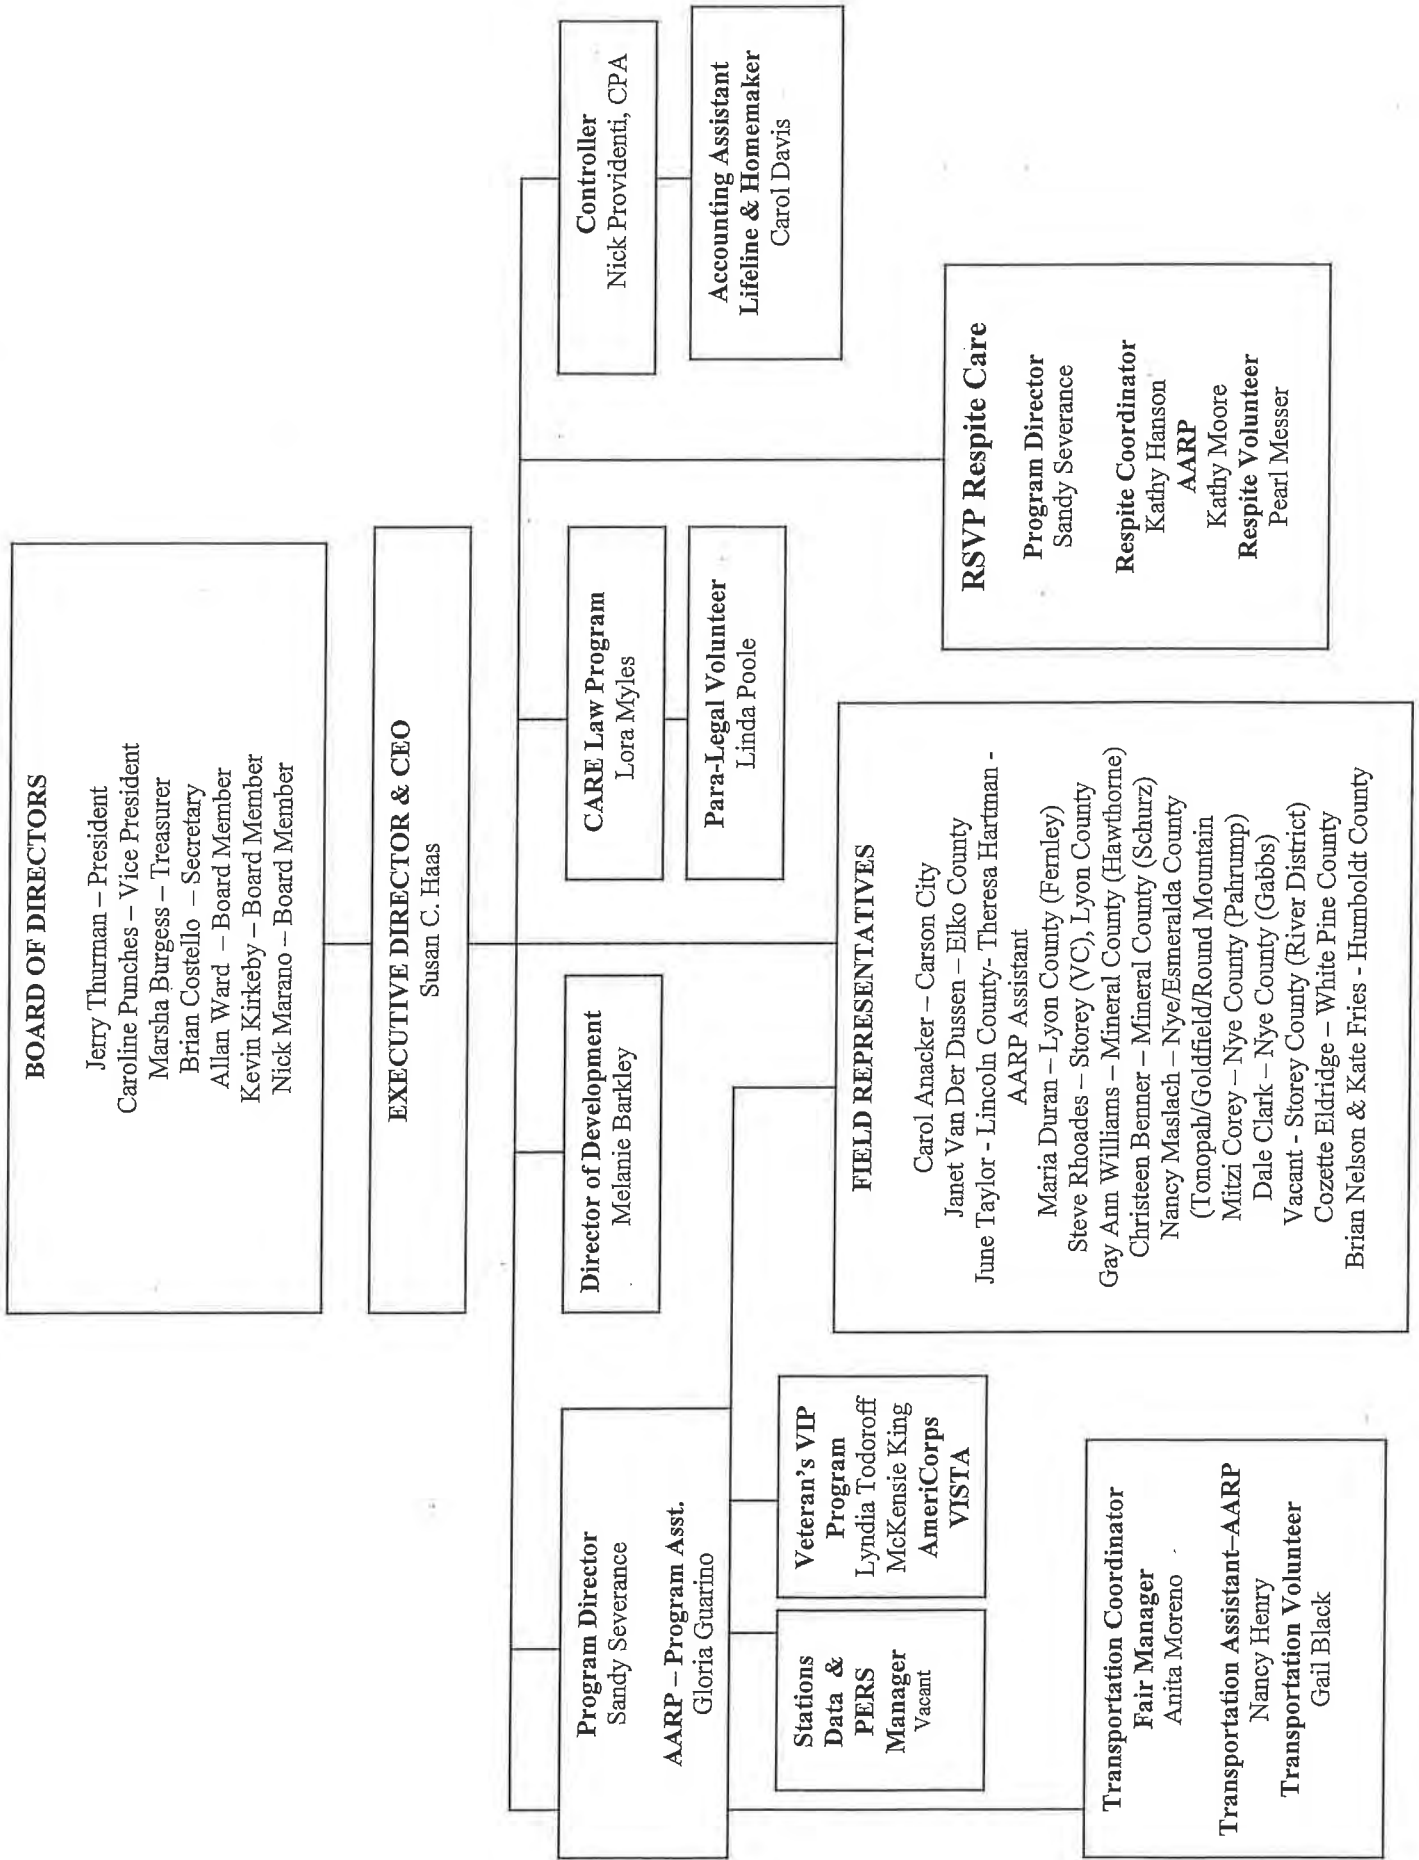 BOARD OF DIRECTORS
Jerry Thurman – President
Caroline Punches – Vice President
Marsha Burgess – Treasurer
Brian Costello – Secretary
Allan Ward – Board Member
Kevin Kirkeby – Board Member
Nick Marano – Board Member
EXECUTIVE DIRECTOR & CEO
Susan C. Haas
Program Director
Sandy Severance
AARP – Program Asst.
Gloria Guarino
Director of Development
Melanie Barkley
CARE Law Program
Lora Myles
Para-Legal Volunteer
Linda Poole
Controller
Nick Providenti, CPA
Accounting Assistant
Lifeline & Homemaker
Carol Davis
Stations
Data &
PERS
Manager
Vacant
Veteran's VIP
Program
Lyndia Todoroff
McKensie King
AmeriCorps
VISTA
FIELD REPRESENTATIVES
Carol Anacker – Carson City
Janet Van Der Dussen – Elko County
June Taylor - Lincoln County- Theresa Hartman -
AARP Assistant
Maria Duran – Lyon County (Fernley)
Steve Rhoades – Storey (VC), Lyon County
Gay Ann Williams – Mineral County (Hawthorne)
Christeen Benner – Mineral County (Schurz)
Nancy Maslach – Nye/Esmeralda County
(Tonopah/Goldfield/Round Mountain
Mitzi Corey – Nye County (Pahrump)
Dale Clark – Nye County (Gabbs)
Vacant - Storey County (River District)
Cozette Eldridge – White Pine County
Brian Nelson & Kate Fries - Humboldt County
RSVP Respite Care
Program Director
Sandy Severance
Respite Coordinator
Kathy Hanson
AARP
Kathy Moore
Respite Volunteer
Pearl Messer
Transportation Coordinator
Fair Manager
Anita Moreno
Transportation Assistant–AARP
Nancy Henry
Transportation Volunteer
Gail Black